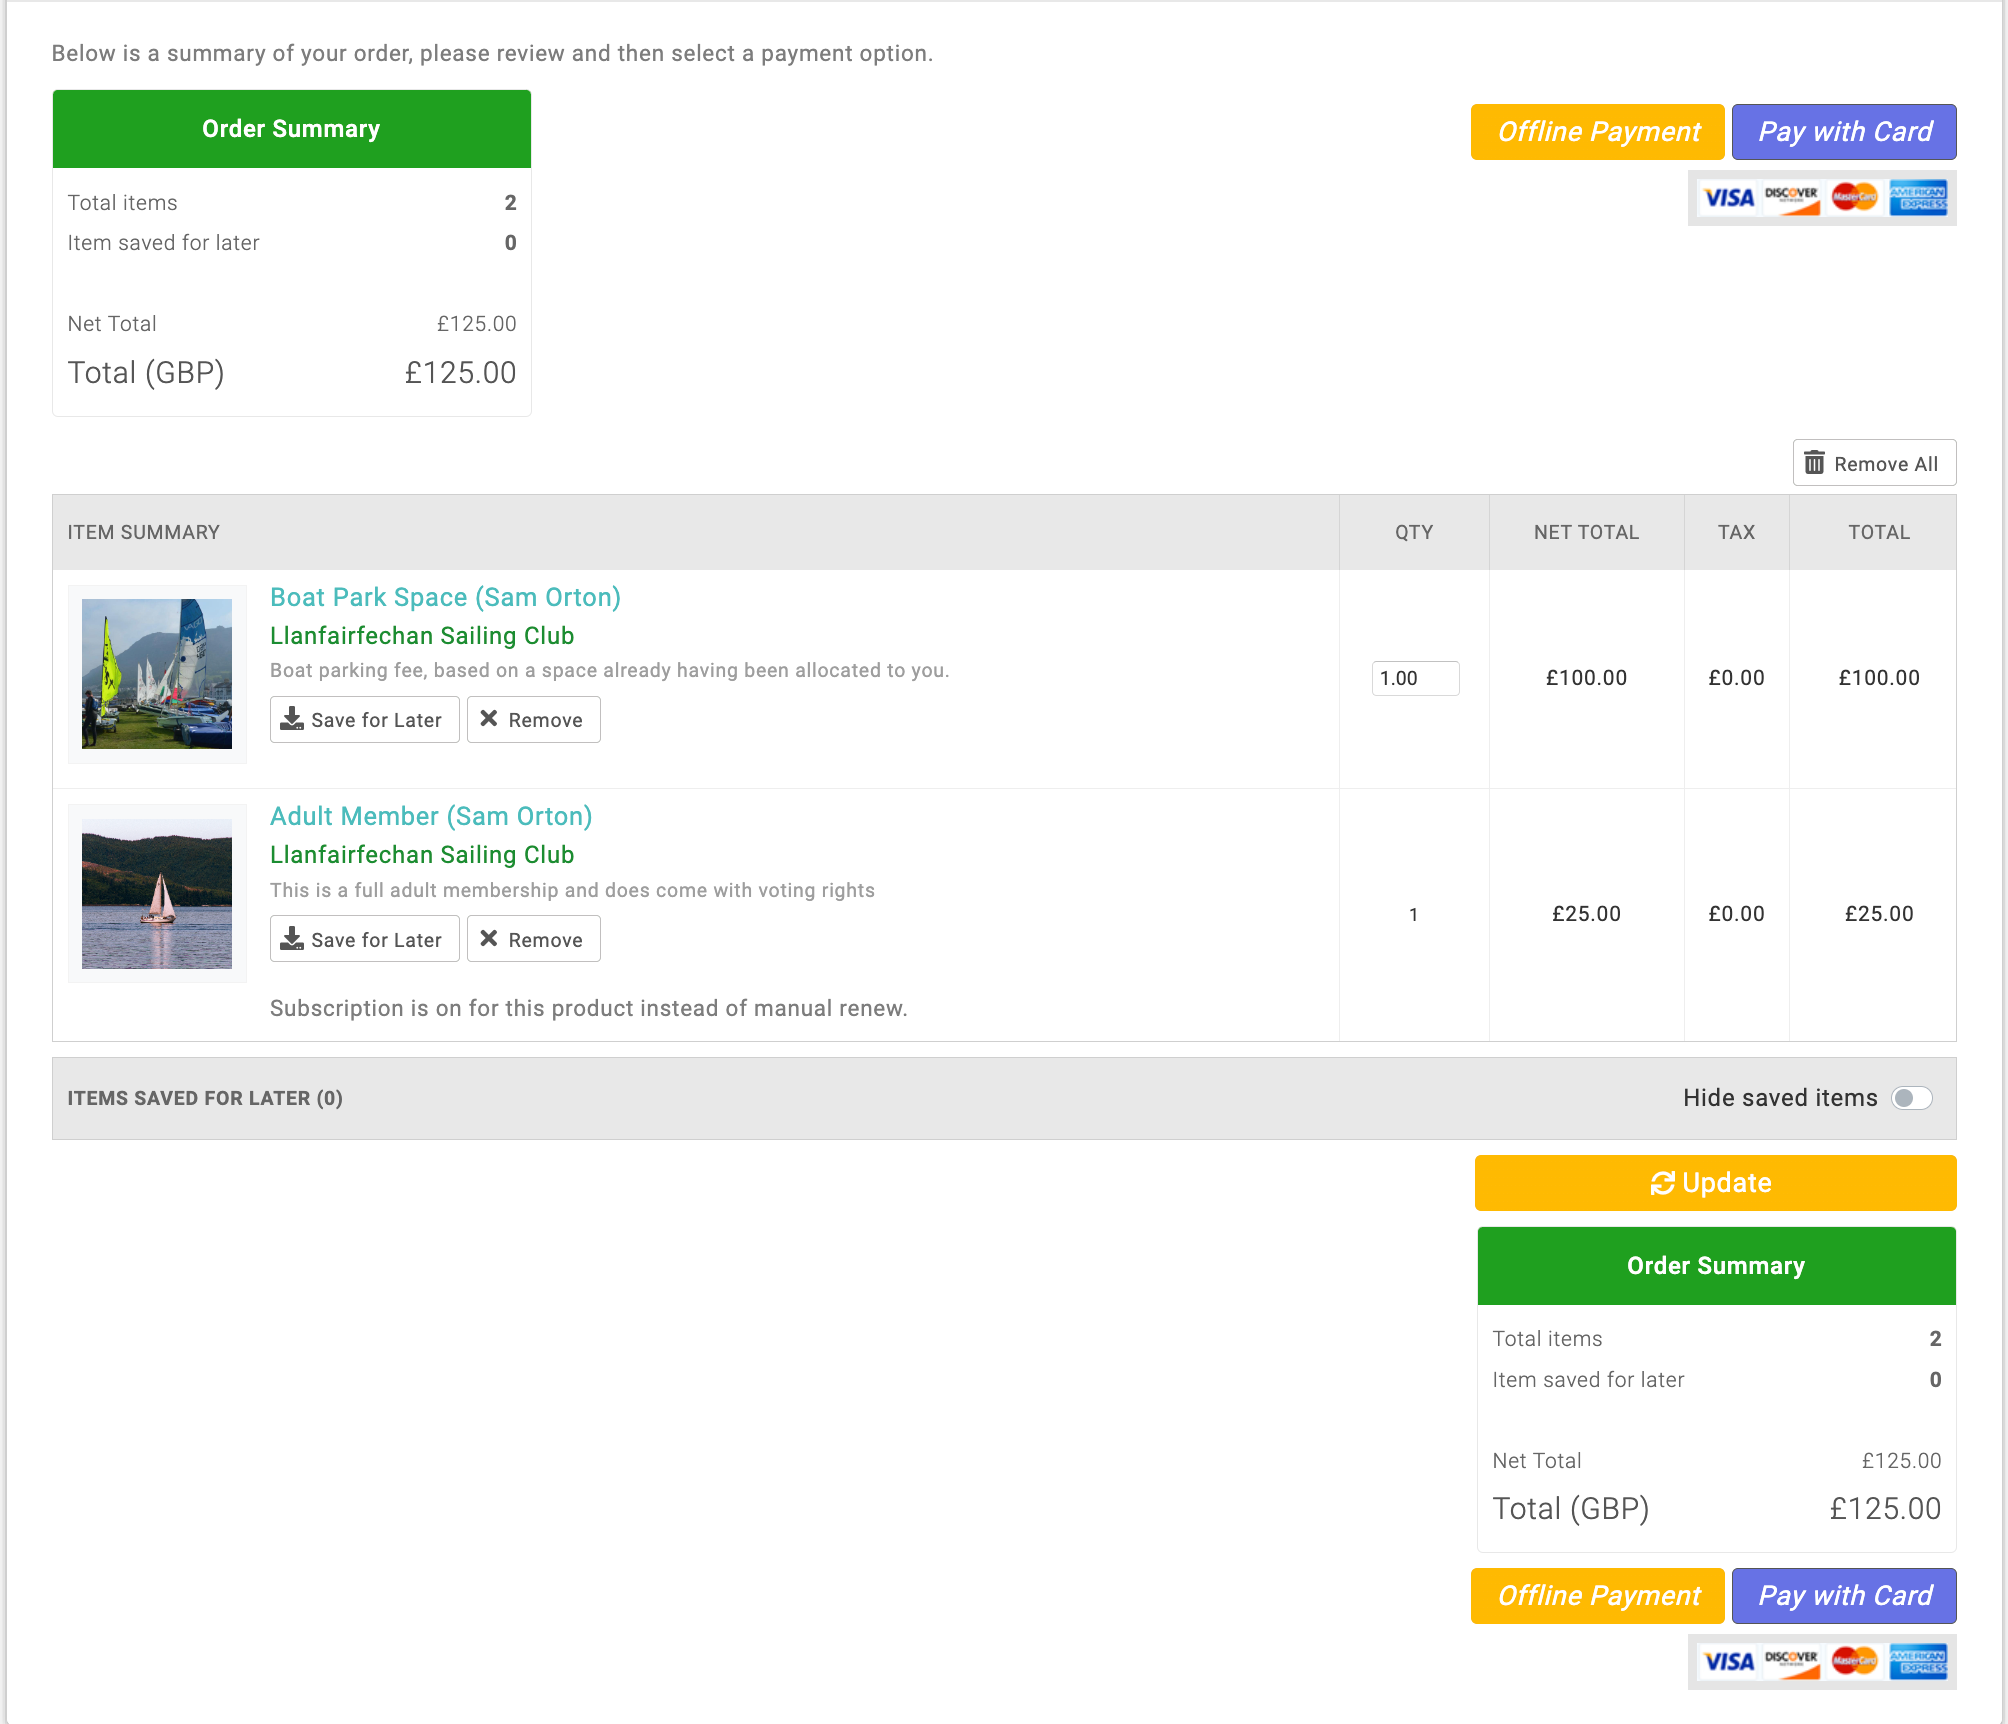 Below is a summary of your order, please review and then select a payment option.
Order Summary
Total items 2
Item saved for later 0
Net Total £125.00
Total (GBP) £125.00
Offline Payment Pay with Card
VISA DISCOVER MasterCard AMERICAN EXPRESS
Remove All
ITEM SUMMARY QTY NET TOTAL TAX TOTAL
Boat Park Space (Sam Orton)
Llanfairfechan Sailing Club
Boat parking fee, based on a space already having been allocated to you.
1.00 £100.00 £0.00 £100.00
Save for Later Remove
Adult Member (Sam Orton)
Llanfairfechan Sailing Club
This is a full adult membership and does come with voting rights
1 £25.00 £0.00 £25.00
Save for Later Remove
Subscription is on for this product instead of manual renew.
ITEMS SAVED FOR LATER (0) Hide saved items
Update
Order Summary
Total items 2
Item saved for later 0
Net Total £125.00
Total (GBP) £125.00
Offline Payment Pay with Card
VISA DISCOVER MasterCard AMERICAN EXPRESS